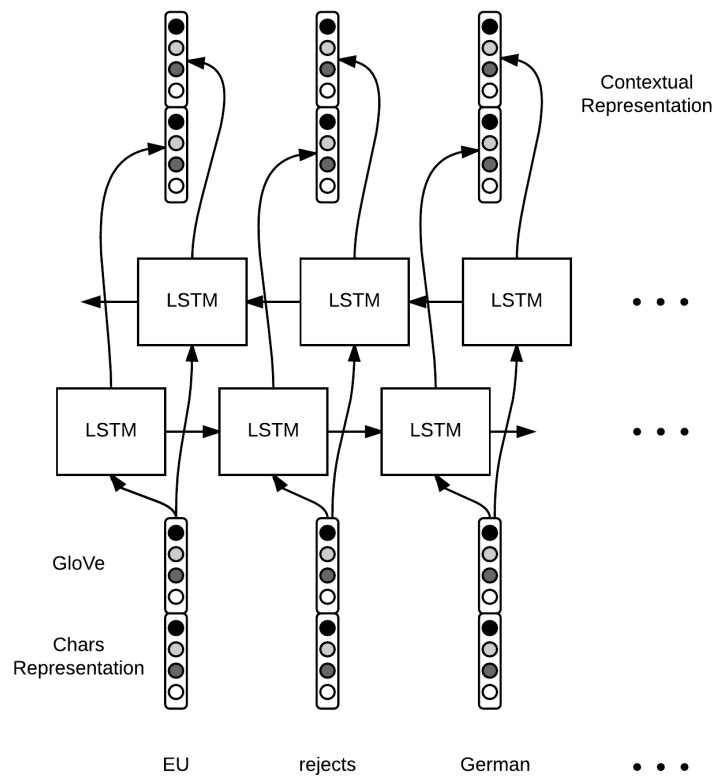 Contextual
Representation
LSTM LSTM LSTM • • •
LSTM LSTM LSTM • • •
GloVe
Chars
Representation
EU rejects German • • •